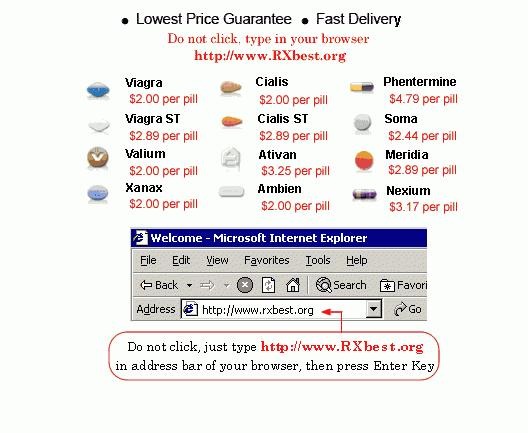 • Lowest Price Guarantee • Fast Delivery
Do not click, type in your browser
http://www.RXbest.org
Viagra
$2.00 per pill
Cialis
$2.00 per pill
Phentermine
$4.79 per pill
Viagra ST
$2.89 per pill
Cialis ST
$2.89 per pill
Soma
$2.44 per pill
Valium
$2.00 per pill
Ativan
$3.25 per pill
Meridia
$2.89 per pill
Xanax
$2.00 per pill
Ambien
$2.00 per pill
Nexium
$3.17 per pill
Welcome - Microsoft Internet Explorer
File Edit View Favorites Tools Help
Back Search Favori
Address http://www.rxbest.org Go
Do not click, just type http://www.RXbest.org
in address bar of your browser, then press Enter Key